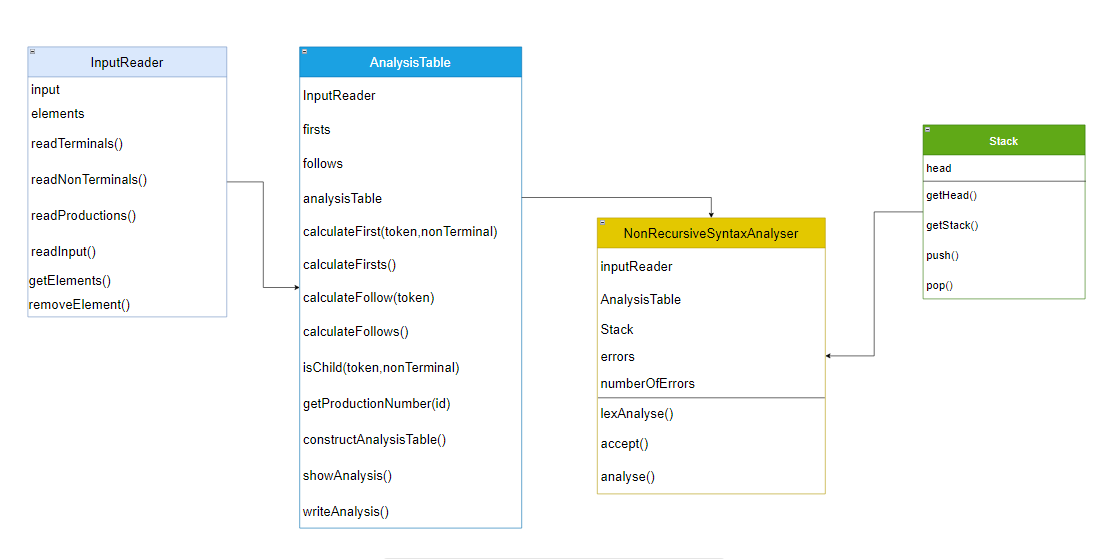 InputReader
input
elements
readTerminals()
readNonTerminals()
readProductions()
readInput()
getElements()
removeElement()
AnalysisTable
InputReader
firsts
follows
analysisTable
calculateFirst(token,nonTerminal)
calculateFirsts()
calculateFollow(token)
calculateFollows()
isChild(token,nonTerminal)
getProductionNumber(id)
constructAnalysisTable()
showAnalysis()
writeAnalysis()
NonRecursiveSyntaxAnalyser
inputReader
AnalysisTable
Stack
errors
numberOfErrors
lexAnalyse()
accept()
analyse()
Stack
head
getHead()
getStack()
push()
pop()